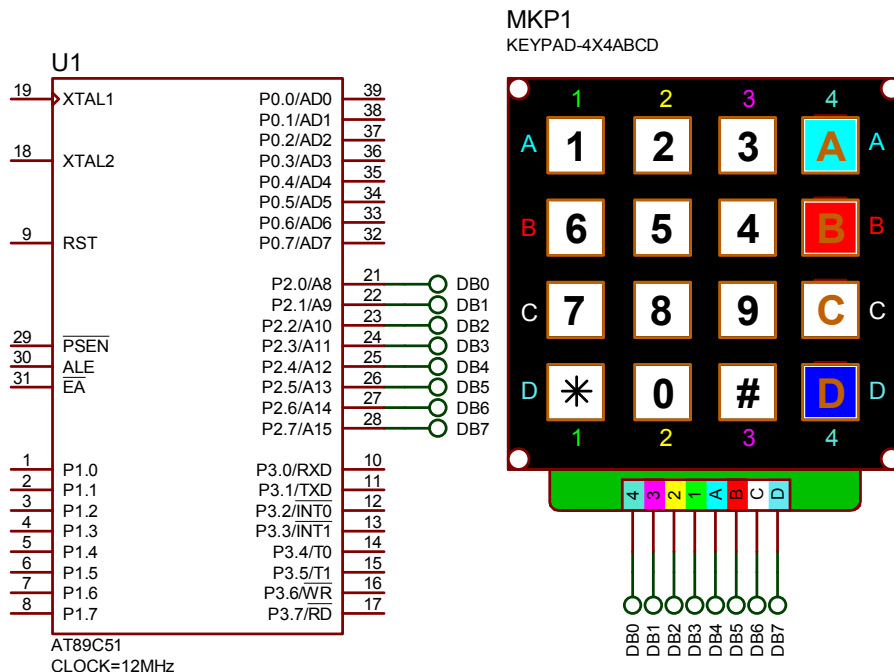 MKP1
KEYPAD-4X4ABCD
U1
19 XTAL1 P0.0/AD0 39
P0.1/AD1 38
P0.2/AD2 37
18 XTAL2 P0.3/AD3 36
P0.4/AD4 35
P0.5/AD5 34
P0.6/AD6 33
9 RST P0.7/AD7 32
P2.0/A8 21 DB0
P2.1/A9 22 DB1
P2.2/A10 23 DB2
29 PSEN P2.3/A11 24 DB3
30 ALE P2.4/A12 25 DB4
31 EA P2.5/A13 26 DB5
P2.6/A14 27 DB6
P2.7/A15 28 DB7
1 P1.0 P3.0/RXD 10
2 P1.1 P3.1/TXD 11
3 P1.2 P3.2/INT0 12
4 P1.3 P3.3/INT1 13
5 P1.4 P3.4/T0 14
6 P1.5 P3.5/T1 15
7 P1.6 P3.6/WR 16
8 P1.7 P3.7/RD 17
AT89C51
CLOCK=12MHz
1 2 3 4
A 1 2 3 A A
B 6 5 4 B B
C 7 8 9 C C
D * 0 # D D
1 2 3 4
4 3 2 1 A B C D
DB0 DB1 DB2 DB3 DB4 DB5 DB6 DB7